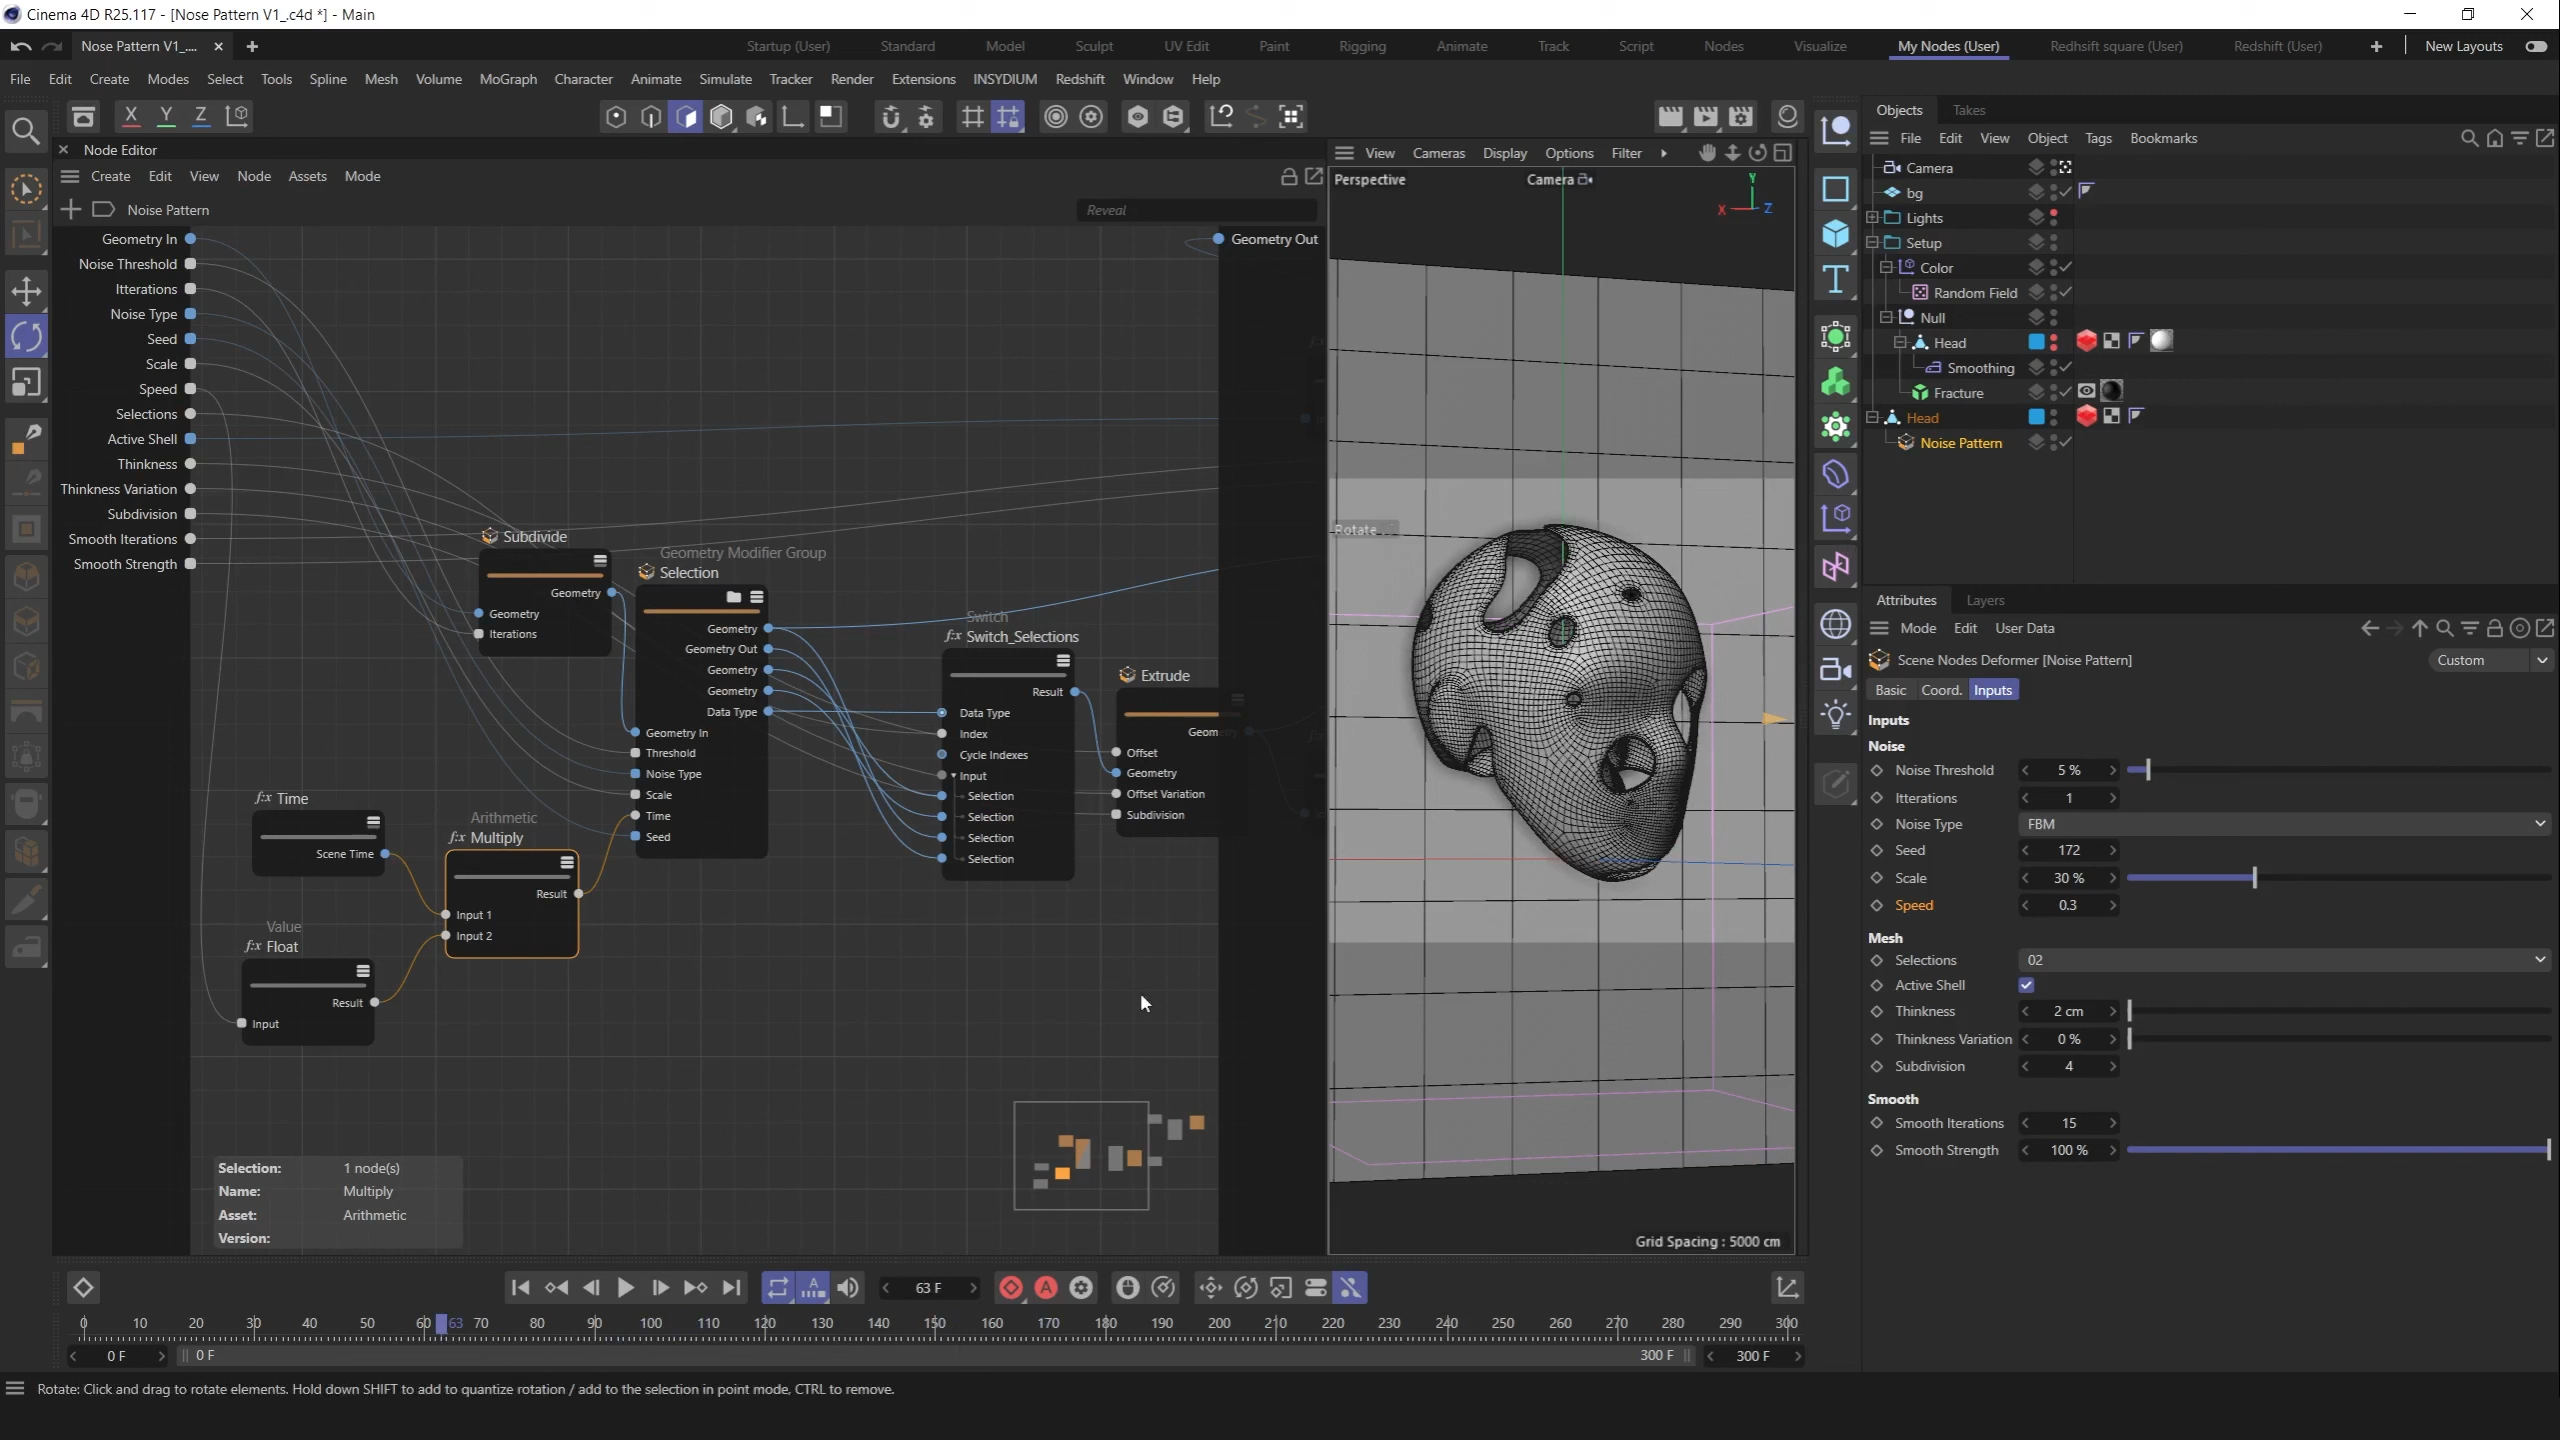 Cinema 4D R25.117 - [Nose Pattern V1_.c4d *] - Main
Nose Pattern V1_....
Startup (User)
Standard
Model
Sculpt
UV Edit
Paint
Rigging
Animate
Track
Script
Nodes
Visualize
My Nodes (User)
Redhsift square (User)
Redshift (User)
New Layouts
File Edit Create Modes Select Tools Spline Mesh Volume MoGraph Character Animate Simulate Tracker Render Extensions INSYDIUM Redshift Window Help
X Y Z
Node Editor
Create Edit View Node Assets Mode
Noise Pattern
Reveal
Geometry In
Noise Threshold
Itterations
Noise Type
Seed
Scale
Speed
Selections
Active Shell
Thinkness
Thinkness Variation
Subdivision
Smooth Iterations
Smooth Strength
Geometry Out
Subdivide
Geometry
Geometry
Iterations
Geometry Modifier Group
Selection
Geometry
Geometry Out
Geometry
Geometry
Data Type
Geometry In
Threshold
Noise Type
Scale
Time
Seed
f:x Time
Scene Time
Arithmetic
f:x Multiply
Result
Input 1
Input 2
Value
f:x Float
Result
Input
Switch
f:x Switch_Selections
Result
Data Type
Index
Cycle Indexes
Input
Selection
Selection
Selection
Selection
Extrude
Geom
Offset
Geometry
Offset Variation
Subdivision
Selection: 1 node(s)
Name: Multiply
Asset: Arithmetic
Version:
View Cameras Display Options Filter
Perspective
Camera
Y
X Z
Rotate
Grid Spacing : 5000 cm
Objects Takes
File Edit View Object Tags Bookmarks
Camera
bg
Lights
Setup
Color
Random Field
Null
Head
Smoothing
Fracture
Head
Noise Pattern
Attributes Layers
Mode Edit User Data
Scene Nodes Deformer [Noise Pattern]
Custom
Basic Coord. Inputs
Inputs
Noise
Noise Threshold 5 %
Itterations 1
Noise Type FBM
Seed 172
Scale 30 %
Speed 0.3
Mesh
Selections 02
Active Shell
Thinkness 2 cm
Thinkness Variation 0 %
Subdivision 4
Smooth
Smooth Iterations 15
Smooth Strength 100 %
A
A
63 F
0 10 20 30 40 50 60 63 70 80 90 100 110 120 130 140 150 160 170 180 190 200 210 220 230 240 250 260 270 280 290 300
0 F
0 F
300 F
300 F
Rotate: Click and drag to rotate elements. Hold down SHIFT to add to quantize rotation / add to the selection in point mode, CTRL to remove.